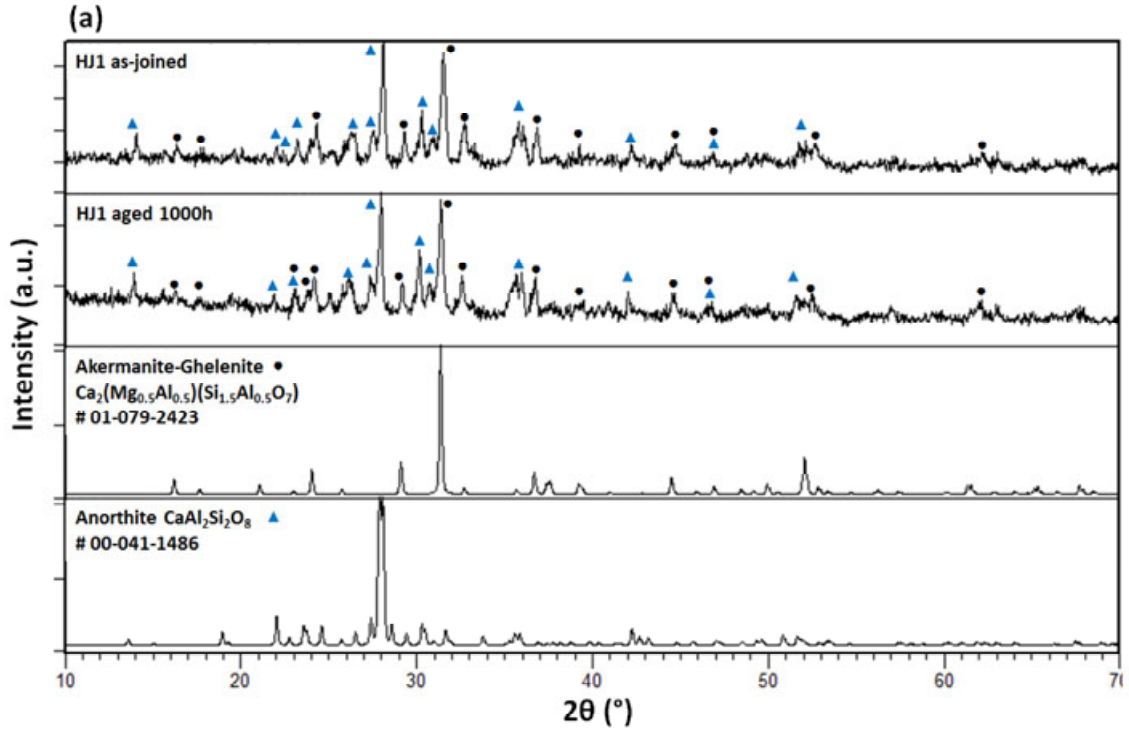 (a)
HJ1 as-joined
HJ1 aged 1000h
Akermanite-Ghelenite ●
Ca₂(Mg₀.₅Al₀.₅)(Si₁.₅Al₀.₅O₇)
# 01-079-2423
Anorthite CaAl₂Si₂O₈ ▲
# 00-041-1486
Intensity (a.u.)
10 20 30 40 50 60 70
2θ (°)